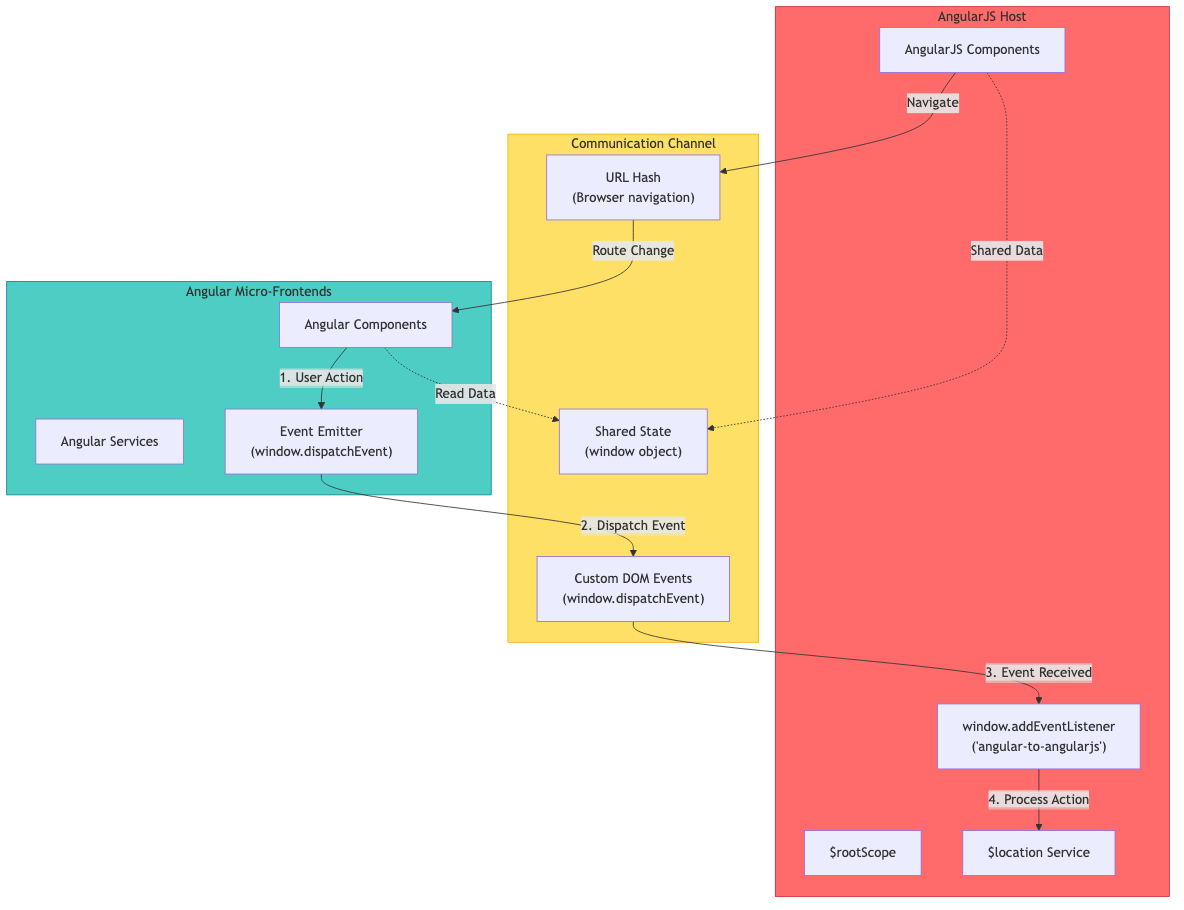 AngularJS Host
AngularJS Components
Navigate
Communication Channel
URL Hash
(Browser navigation)
Route Change
Shared Data
Angular Micro-Frontends
Angular Components
1. User Action
Read Data
Angular Services
Event Emitter
(window.dispatchEvent)
Shared State
(window object)
2. Dispatch Event
Custom DOM Events
(window.dispatchEvent)
3. Event Received
window.addEventListener
('angular-to-angularjs')
4. Process Action
$rootScope
$location Service